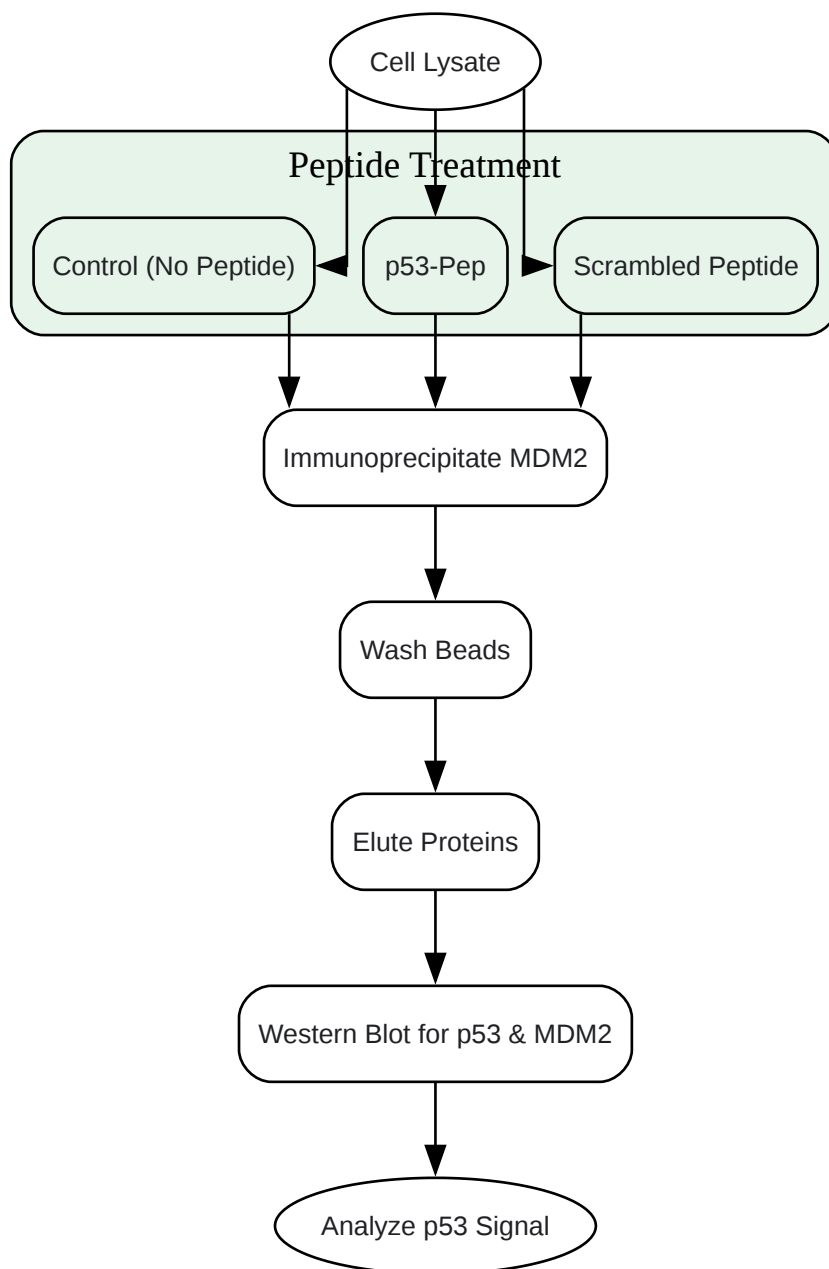 Cell Lysate
Peptide Treatment
Control (No Peptide)
p53-Pep
Scrambled Peptide
Immunoprecipitate MDM2
Wash Beads
Elute Proteins
Western Blot for p53 & MDM2
Analyze p53 Signal